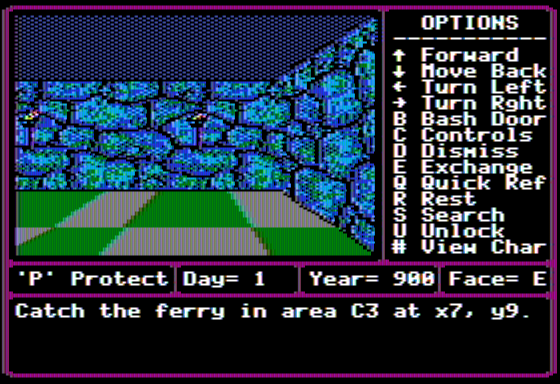 OPTIONS
------------
↑ Forward
↓ Move Back
← Turn Left
→ Turn Rght
B Bash Door
C Controls
D Dismiss
E Exchange
Q Quick Ref
R Rest
S Search
U Unlock
# View Char
'P' Protect Day= 1 Year= 900 Face= E
Catch the ferry in area C3 at x7, y9.